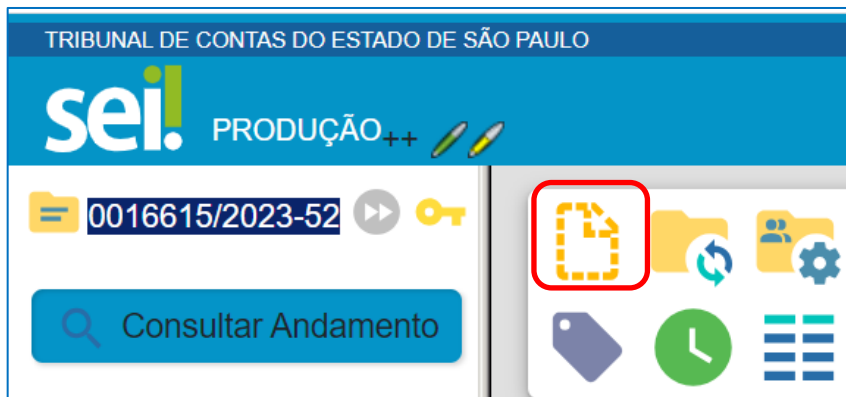 TRIBUNAL DE CONTAS DO ESTADO DE SÃO PAULO
sei! PRODUÇÃO++
0016615/2023-52
Consultar Andamento